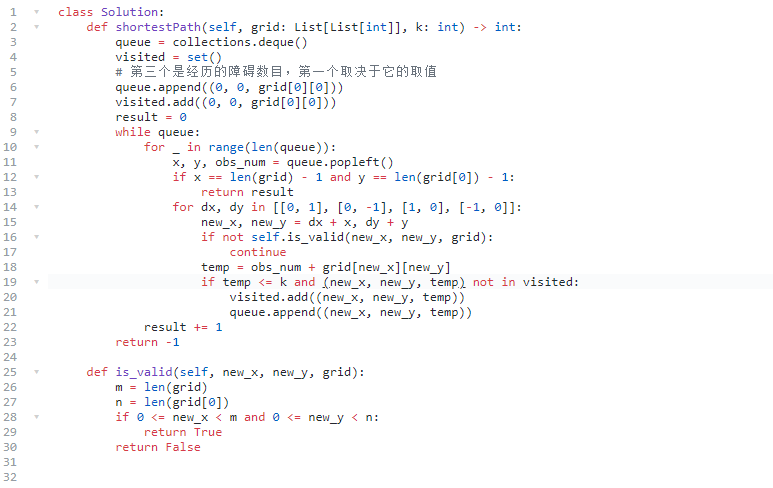 1 class Solution:
2     def shortestPath(self, grid: List[List[int]], k: int) -> int:
3         queue = collections.deque()
4         visited = set()
5         # 第三个是经历的障碍数目，第一个取决于它的取值
6         queue.append((0, 0, grid[0][0]))
7         visited.add((0, 0, grid[0][0]))
8         result = 0
9         while queue:
10             for _ in range(len(queue)):
11                 x, y, obs_num = queue.popleft()
12                 if x == len(grid) - 1 and y == len(grid[0]) - 1:
13                     return result
14                 for dx, dy in [[0, 1], [0, -1], [1, 0], [-1, 0]]:
15                     new_x, new_y = dx + x, dy + y
16                     if not self.is_valid(new_x, new_y, grid):
17                         continue
18                     temp = obs_num + grid[new_x][new_y]
19                     if temp <= k and (new_x, new_y, temp) not in visited:
20                         visited.add((new_x, new_y, temp))
21                         queue.append((new_x, new_y, temp))
22             result += 1
23         return -1
24
25     def is_valid(self, new_x, new_y, grid):
26         m = len(grid)
27         n = len(grid[0])
28         if 0 <= new_x < m and 0 <= new_y < n:
29             return True
30         return False
31
32